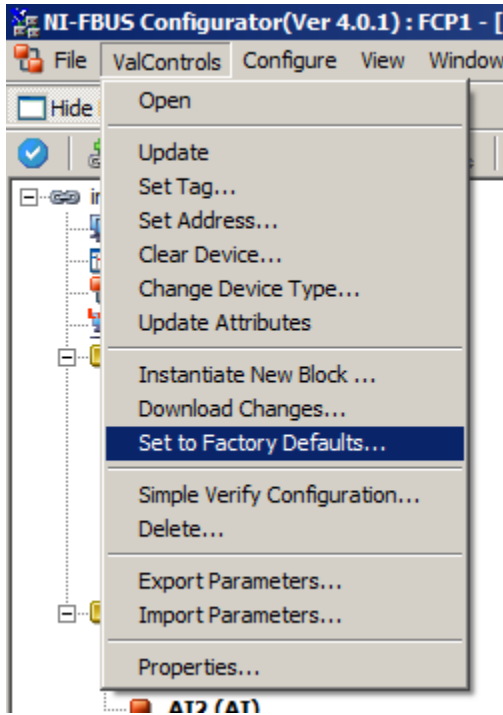 NI-FBUS Configurator(Ver 4.0.1) : FCP1 - [
File ValControls Configure View Window
Hide
Open
Update
Set Tag...
Set Address...
Clear Device...
Change Device Type...
Update Attributes
Instantiate New Block ...
Download Changes...
Set to Factory Defaults...
Simple Verify Configuration...
Delete...
Export Parameters...
Import Parameters...
Properties...
AI2 (AI)